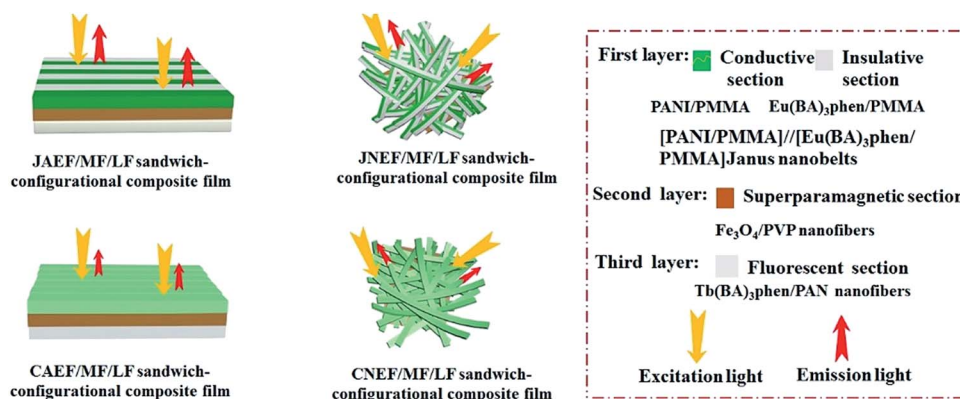 JAEF/MF/LF sandwich-
configurational composite film
JNEF/MF/LF sandwich-
configurational composite film
CAEF/MF/LF sandwich-
configurational composite film
CNEF/MF/LF sandwich-
configurational composite film
First layer: Conductive Insulative
section section
PANI/PMMA Eu(BA)₃phen/PMMA
[PANI/PMMA]//[Eu(BA)₃phen/
PMMA]Janus nanobelts
Second layer: Superparamagnetic section
Fe₃O₄/PVP nanofibers
Third layer: Fluorescent section
Tb(BA)₃phen/PAN nanofibers
Excitation light Emission light